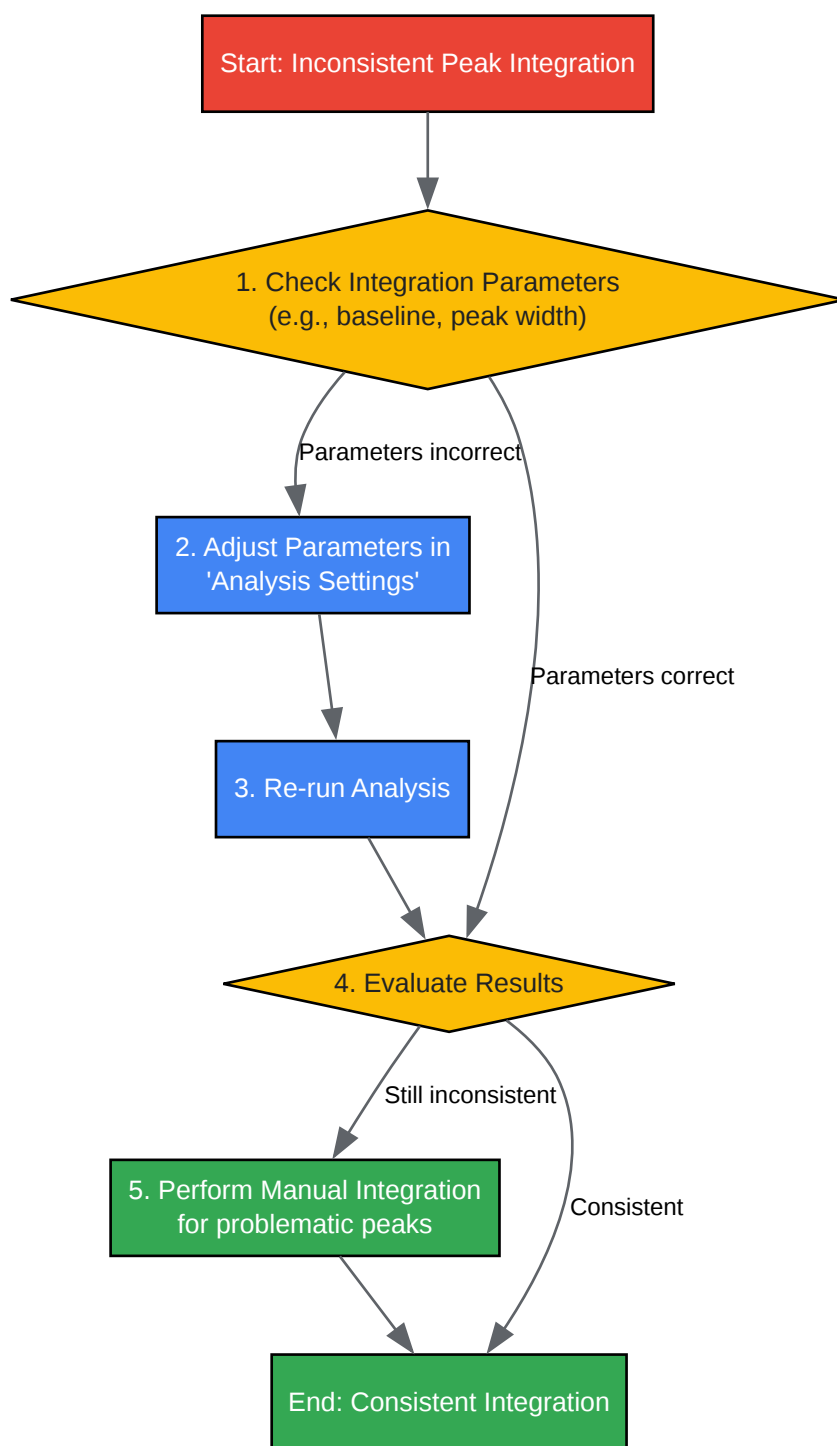 Start: Inconsistent Peak Integration
1. Check Integration Parameters
(e.g., baseline, peak width)
Parameters incorrect
2. Adjust Parameters in
'Analysis Settings'
Parameters correct
3. Re-run Analysis
4. Evaluate Results
Still inconsistent
5. Perform Manual Integration
for problematic peaks
Consistent
End: Consistent Integration